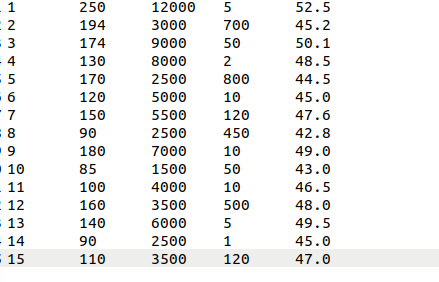 1 250 12000 5 52.5
2 194 3000 700 45.2
3 174 9000 50 50.1
4 130 8000 2 48.5
5 170 2500 800 44.5
6 120 5000 10 45.0
7 150 5500 120 47.6
8 90 2500 450 42.8
9 180 7000 10 49.0
10 85 1500 50 43.0
11 100 4000 10 46.5
12 160 3500 500 48.0
13 140 6000 5 49.5
14 90 2500 1 45.0
15 110 3500 120 47.0